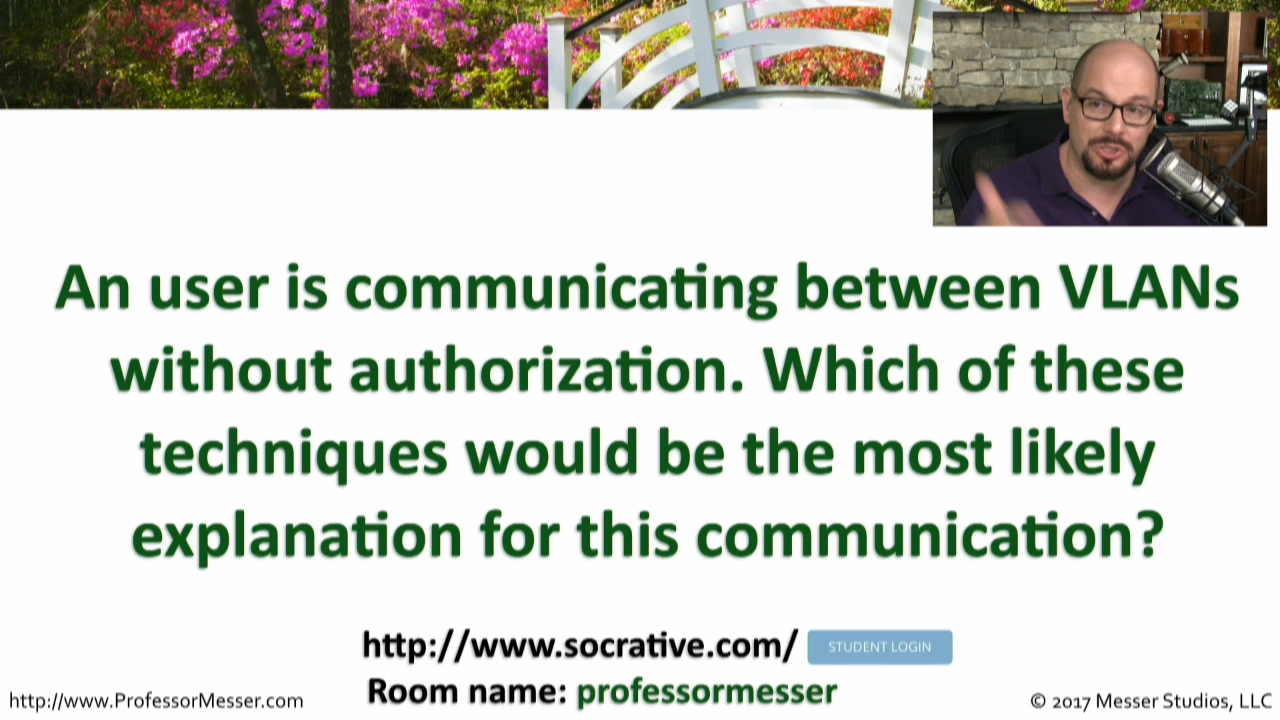 An user is communicating between VLANs
without authorization. Which of these
techniques would be the most likely
explanation for this communication?
http://www.socrative.com/ STUDENT LOGIN
Room name: professormesser
http://www.ProfessorMesser.com
© 2017 Messer Studios, LLC